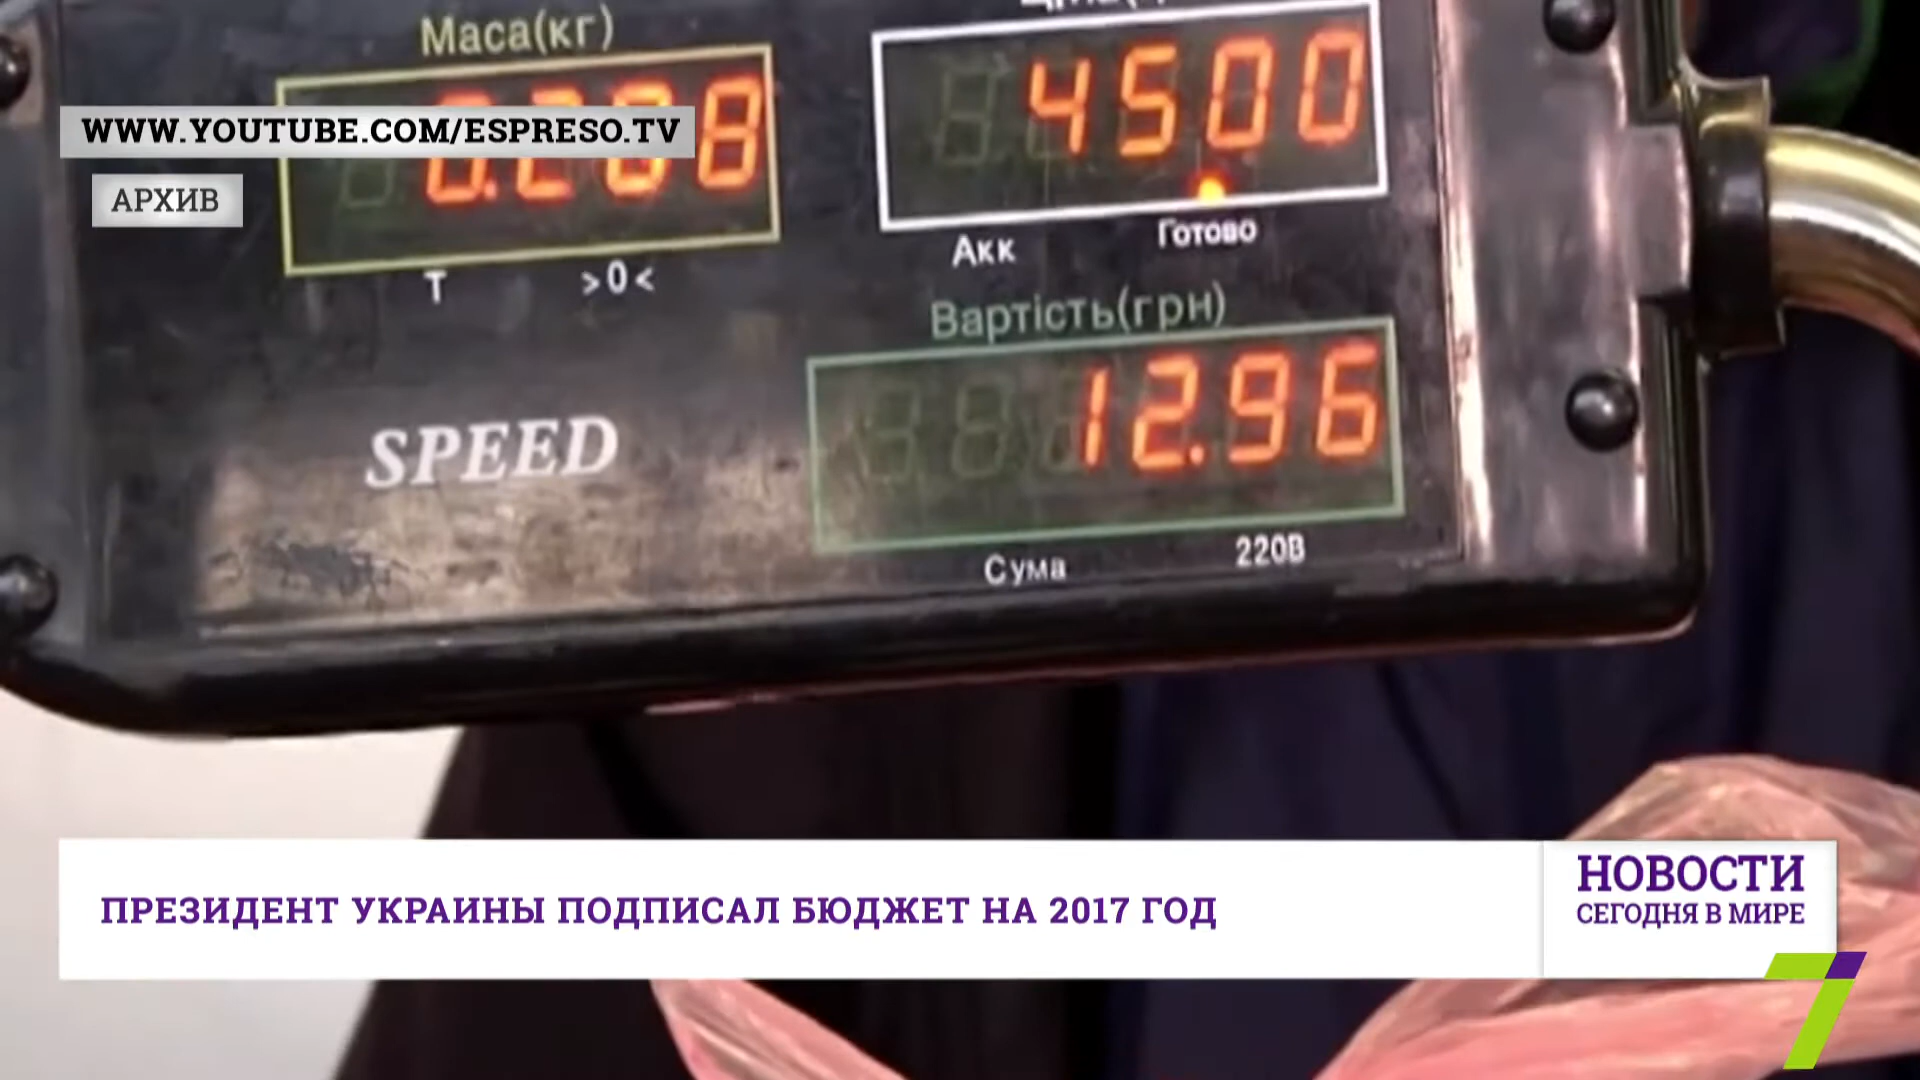 Маса(кг)
4500
WWW.YOUTUBE.COM/ESPRESO.TV
АРХИВ
Акк
Готово
Т
>0<
Вартість(грн)
12.96
SPEED
Сума
220В
ПРЕЗИДЕНТ УКРАИНЫ ПОДПИСАЛ БЮДЖЕТ НА 2017 ГОД
НОВОСТИ
СЕГОДНЯ В МИРЕ
7